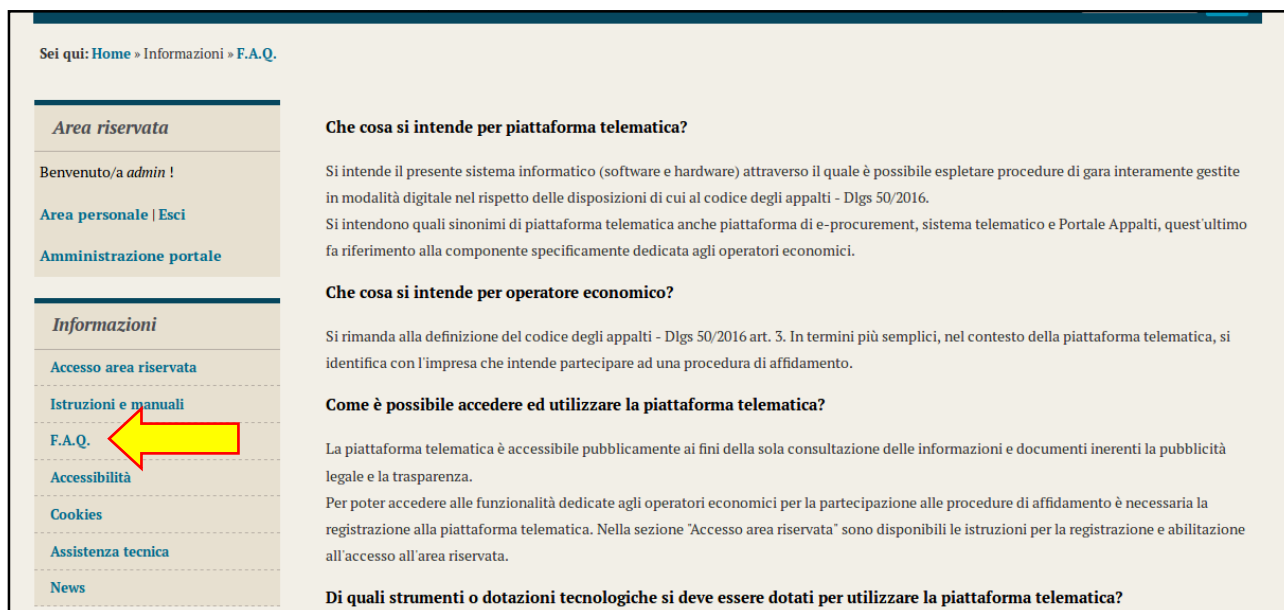 Sei qui: Home » Informazioni » F.A.Q.
Area riservata
Benvenuto/a admin !
Area personale | Esci
Amministrazione portale
Informazioni
Accesso area riservata
Istruzioni e manuali
F.A.Q.
Accessibilità
Cookies
Assistenza tecnica
News
Che cosa si intende per piattaforma telematica?
Si intende il presente sistema informatico (software e hardware) attraverso il quale è possibile espletare procedure di gara interamente gestite
in modalità digitale nel rispetto delle disposizioni di cui al codice degli appalti - Dlgs 50/2016.
Si intendono quali sinonimi di piattaforma telematica anche piattaforma di e-procurement, sistema telematico e Portale Appalti, quest'ultimo
fa riferimento alla componente specificamente dedicata agli operatori economici.
Che cosa si intende per operatore economico?
Si rimanda alla definizione del codice degli appalti - Dlgs 50/2016 art. 3. In termini più semplici, nel contesto della piattaforma telematica, si
identifica con l'impresa che intende partecipare ad una procedura di affidamento.
Come è possibile accedere ed utilizzare la piattaforma telematica?
La piattaforma telematica è accessibile pubblicamente ai fini della sola consultazione delle informazioni e documenti inerenti la pubblicità
legale e la trasparenza.
Per poter accedere alle funzionalità dedicate agli operatori economici per la partecipazione alle procedure di affidamento è necessaria la
registrazione alla piattaforma telematica. Nella sezione "Accesso area riservata" sono disponibili le istruzioni per la registrazione e abilitazione
all'accesso all'area riservata.
Di quali strumenti o dotazioni tecnologiche si deve essere dotati per utilizzare la piattaforma telematica?